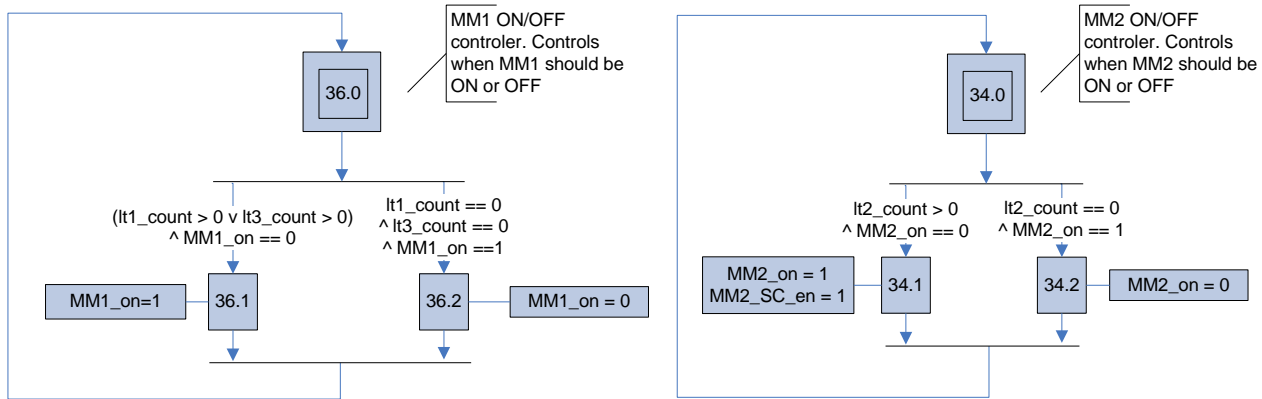 MM1 ON/OFF
controler. Controls
when MM1 should be
ON or OFF
36.0
(lt1_count > 0 v lt3_count > 0)
^ MM1_on == 0
lt1_count == 0
^ lt3_count == 0
^ MM1_on ==1
MM1_on=1
36.1
36.2
MM1_on = 0
MM2 ON/OFF
controler. Controls
when MM2 should be
ON or OFF
34.0
lt2_count > 0
^ MM2_on == 0
lt2_count == 0
^ MM2_on == 1
MM2_on = 1
MM2_SC_en = 1
34.1
34.2
MM2_on = 0